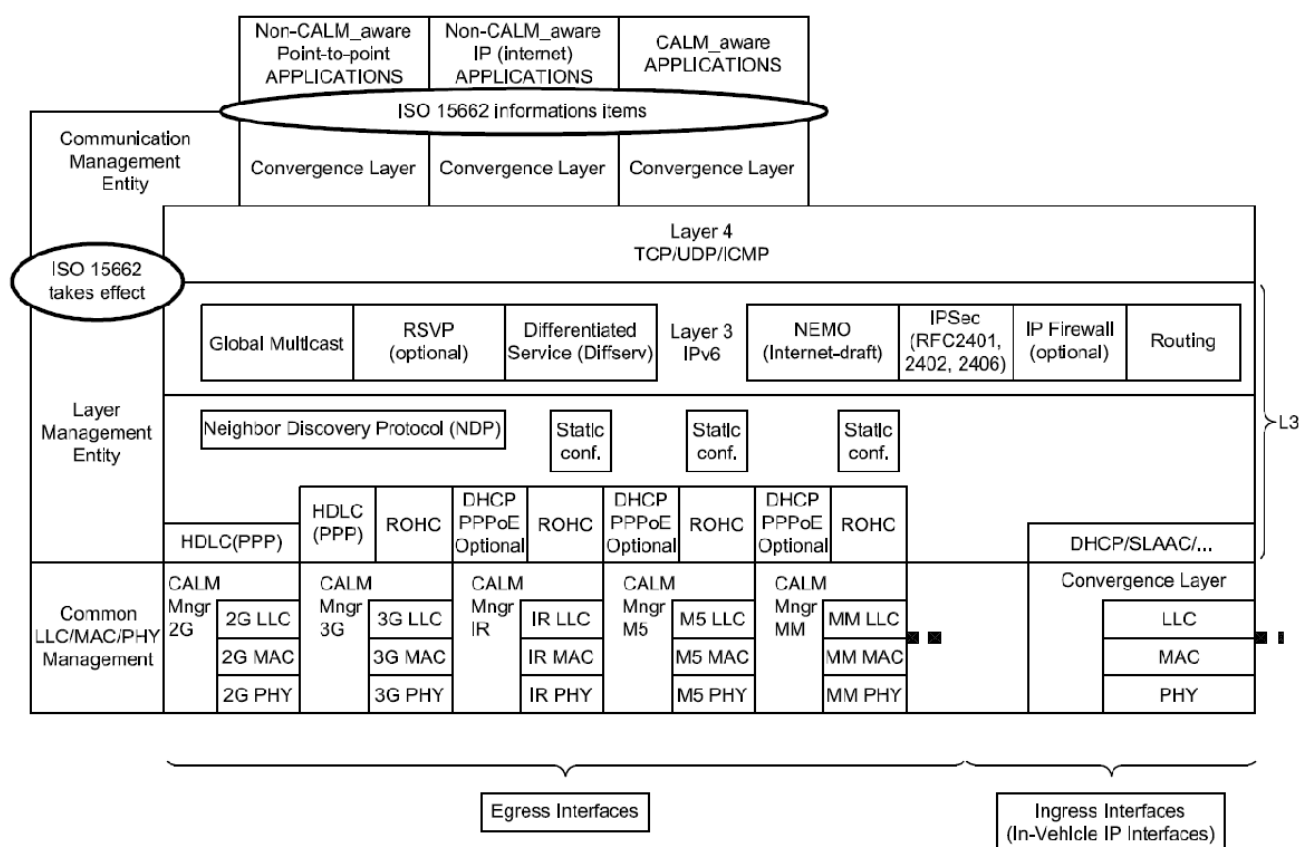 Non-CALM_aware
Point-to-point
APPLICATIONS
Non-CALM_aware
IP (internet)
APPLICATIONS
CALM_aware
APPLICATIONS
ISO 15662 informations items
Communication
Management
Entity
Convergence Layer
Convergence Layer
Convergence Layer
Layer 4
TCP/UDP/ICMP
ISO 15662
takes effect
Global Multicast
RSVP
(optional)
Differentiated
Service (Diffserv)
Layer 3
IPv6
NEMO
(Internet-draft)
IPSec
(RFC2401,
2402, 2406)
IP Firewall
(optional)
Routing
L3
Layer
Management
Entity
Neighbor Discovery Protocol (NDP)
Static
conf.
Static
conf.
Static
conf.
HDLC(PPP)
HDLC
(PPP)
ROHC
DHCP
PPPoE
Optional
ROHC
DHCP
PPPoE
Optional
ROHC
DHCP
PPPoE
Optional
ROHC
DHCP/SLAAC/...
Common
LLC/MAC/PHY
Management
CALM
Mngr
2G
2G LLC
2G MAC
2G PHY
CALM
Mngr
3G
3G LLC
3G MAC
3G PHY
CALM
Mngr
IR
IR LLC
IR MAC
IR PHY
CALM
Mngr
M5
M5 LLC
M5 MAC
M5 PHY
CALM
Mngr
MM
MM LLC
MM MAC
MM PHY
Convergence Layer
LLC
MAC
PHY
Egress Interfaces
Ingress Interfaces
(In-Vehicle IP Interfaces)